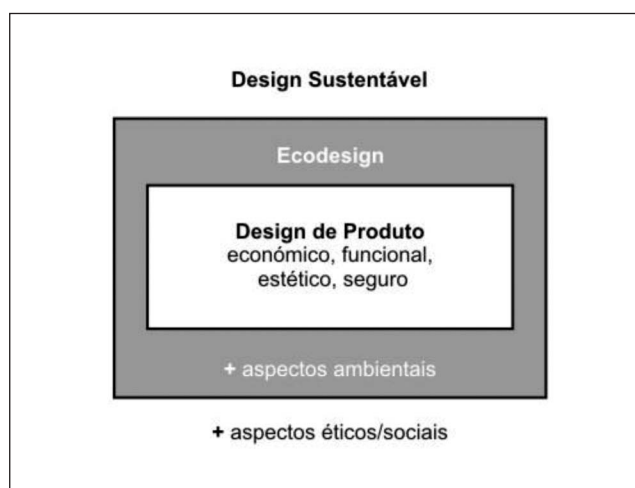 Design Sustentável
Ecodesign
Design de Produto
económico, funcional,
estético, seguro
+ aspectos ambientais
+ aspectos éticos/sociais